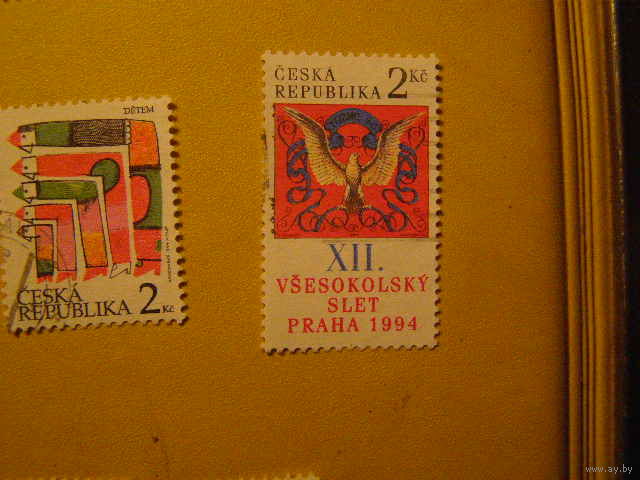 DĚTEM
ČESKÁ
REPUBLIKA 2 Kč
ČESKÁ
REPUBLIKA 2 Kč
XII.
VŠESOKOLSKÝ
SLET
PRAHA 1994
www.ay.by